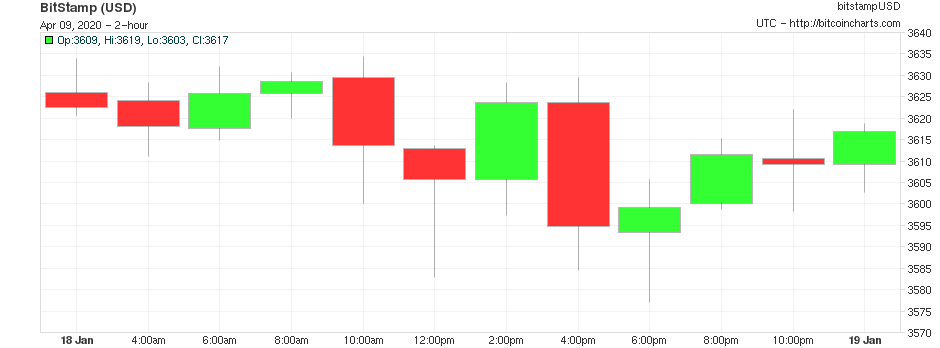 BitStamp (USD)
bitstampUSD
Apr 09, 2020 - 2-hour
UTC - http://bitcoincharts.com
Op:3609, Hi:3619, Lo:3603, Cl:3617
3640
3635
3630
3625
3620
3615
3610
3605
3600
3595
3590
3585
3580
3575
3570
18 Jan 4:00am 6:00am 8:00am 10:00am 12:00pm 2:00pm 4:00pm 6:00pm 8:00pm 10:00pm 19 Jan